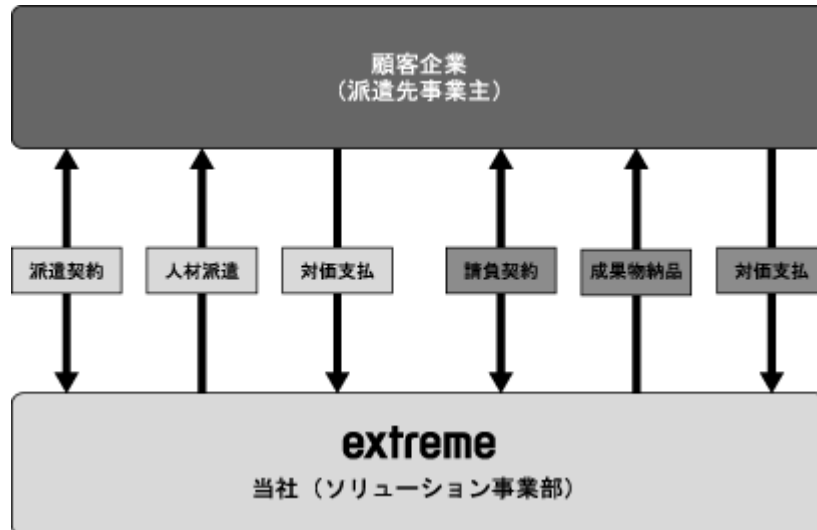 顧客企業
（派遣先事業主）
派遣契約
人材派遣
対価支払
請負契約
成果物納品
対価支払
extreme
当社（ソリューション事業部）